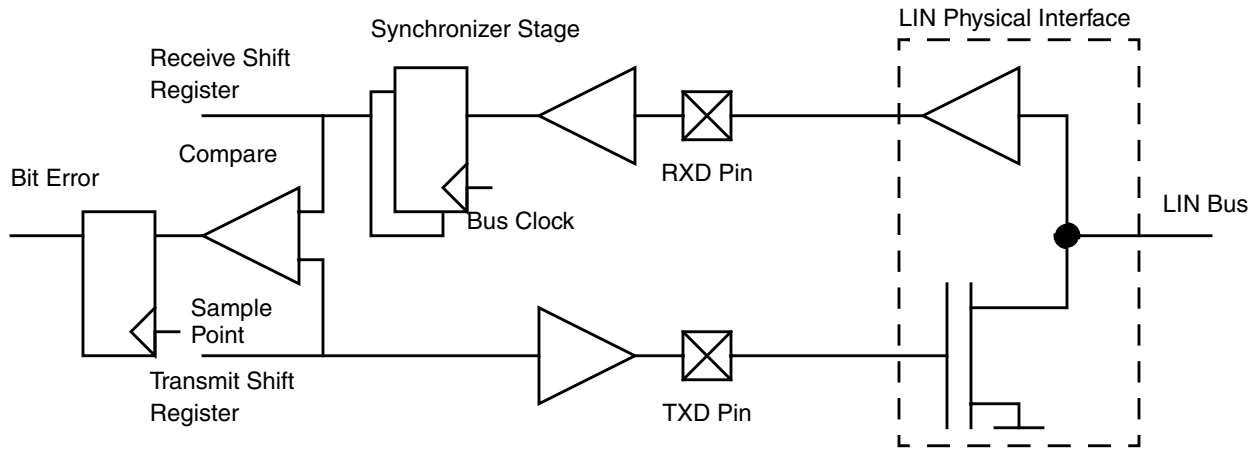 LIN Physical Interface
Synchronizer Stage
Receive Shift
Register
Compare
RXD Pin
Bit Error
Bus Clock
LIN Bus
Sample
Point
Transmit Shift
Register
TXD Pin